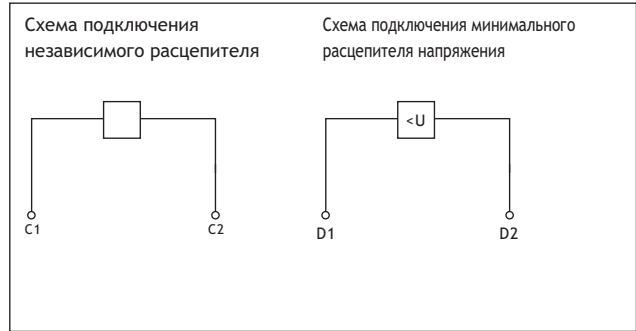 Схема подключения
независимого расцепителя
Схема подключения минимального
расцепителя напряжения
<U
C1
C2
D1
D2